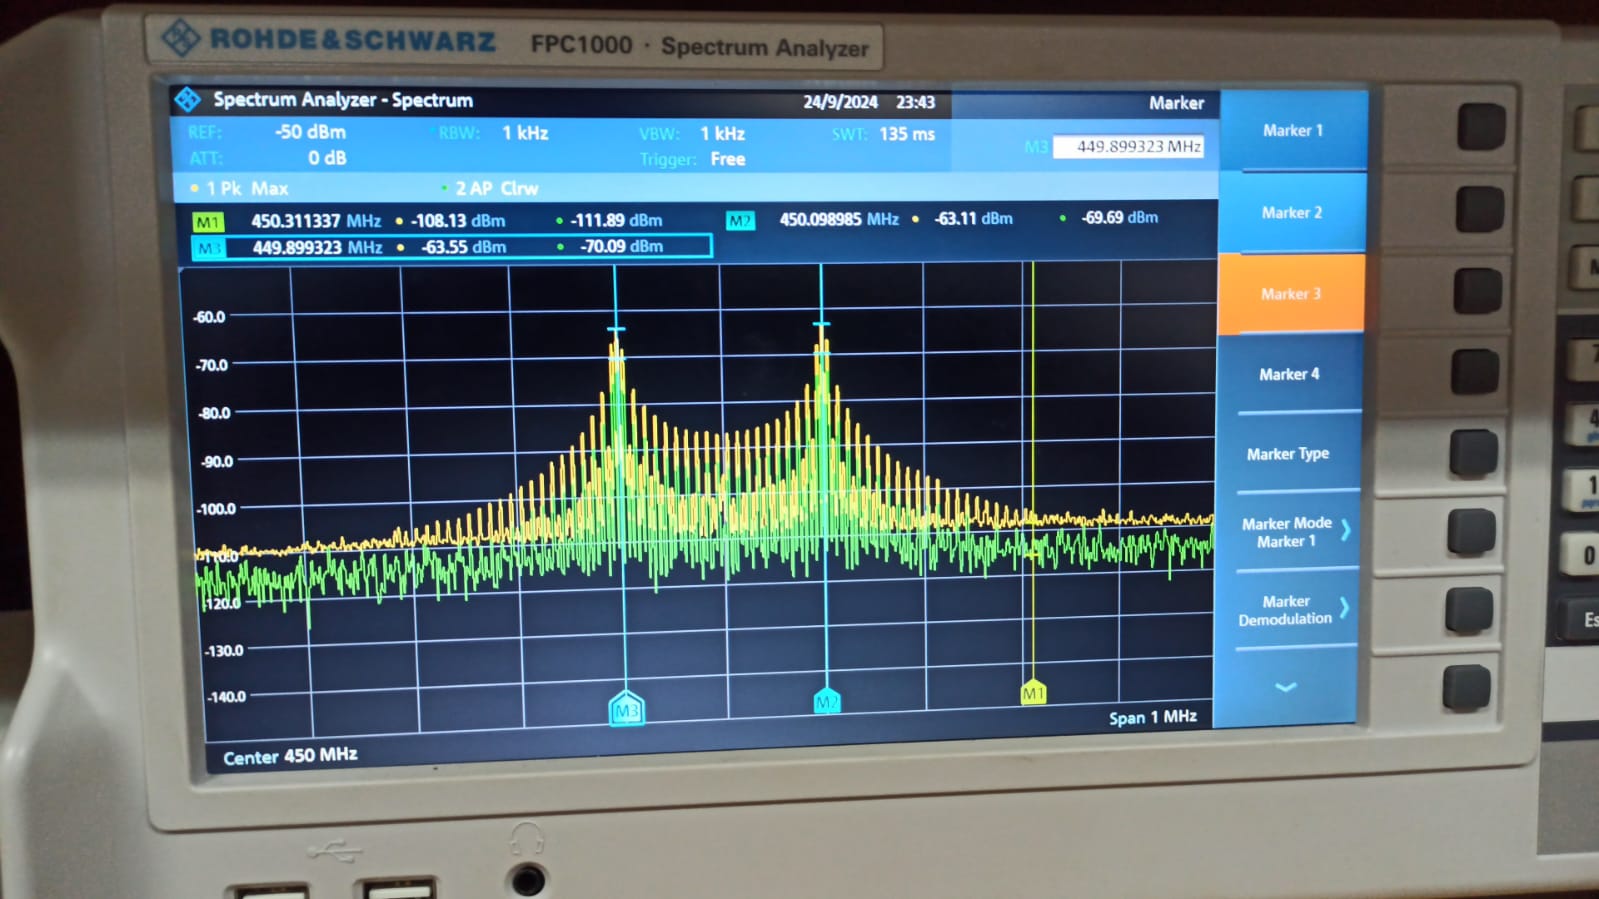 ROHDE&SCHWARZ FPC1000 · Spectrum Analyzer
Spectrum Analyzer - Spectrum 24/9/2024 23:43 Marker
REF: -50 dBm RBW: 1 kHz VBW: 1 kHz SWT: 135 ms M3 449.899323 MHz
ATT: 0 dB Trigger: Free
1 Pk Max 2 AP Clrw
M1 450.311337 MHz -108.13 dBm -111.89 dBm M2 450.098985 MHz -63.11 dBm -69.69 dBm
M3 449.899323 MHz -63.55 dBm -70.09 dBm
-60.0
-70.0
-80.0
-90.0
-100.0
-110.0
-120.0
-130.0
-140.0
M3 M2 M1
Center 450 MHz Span 1 MHz
Marker 1
Marker 2
Marker 3
Marker 4
Marker Type
Marker Mode
Marker 1
Marker
Demodulation
7
4
1
0
Es